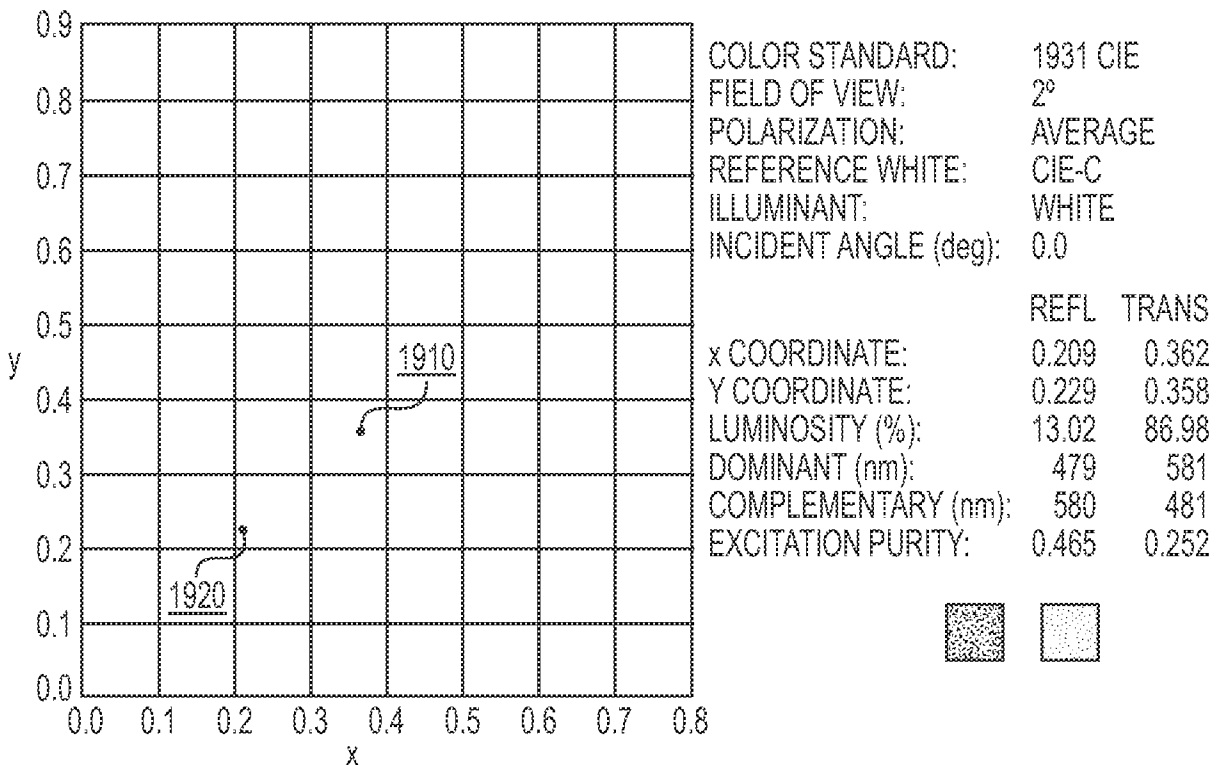 0.9
0.8
0.7
0.6
0.5
0.4
0.3
0.2
0.1
0.0
y
0.0 0.1 0.2 0.3 0.4 0.5 0.6 0.7 0.8
x
1910
1920
COLOR STANDARD: 1931 CIE
FIELD OF VIEW: 2º
POLARIZATION: AVERAGE
REFERENCE WHITE: CIE-C
ILLUMINANT: WHITE
INCIDENT ANGLE (deg): 0.0
REFL TRANS
x COORDINATE: 0.209 0.362
Y COORDINATE: 0.229 0.358
LUMINOSITY (%): 13.02 86.98
DOMINANT (nm): 479 581
COMPLEMENTARY (nm): 580 481
EXCITATION PURITY: 0.465 0.252